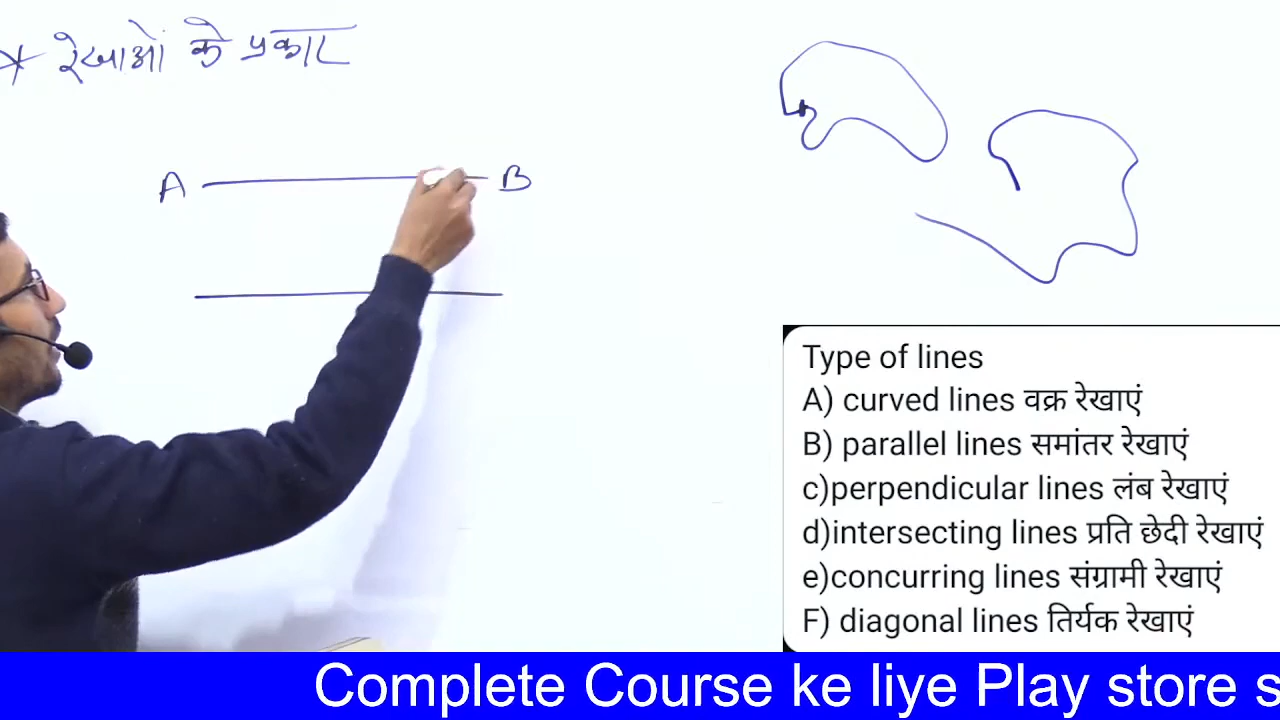 * रेखाओं के प्रकार
A B
Type of lines
A) curved lines वक्र रेखाएं
B) parallel lines समांतर रेखाएं
c)perpendicular lines लंब रेखाएं
d)intersecting lines प्रति छेदी रेखाएं
e)concurring lines संग्रामी रेखाएं
F) diagonal lines तिर्यक रेखाएं
Complete Course ke liye Play store s